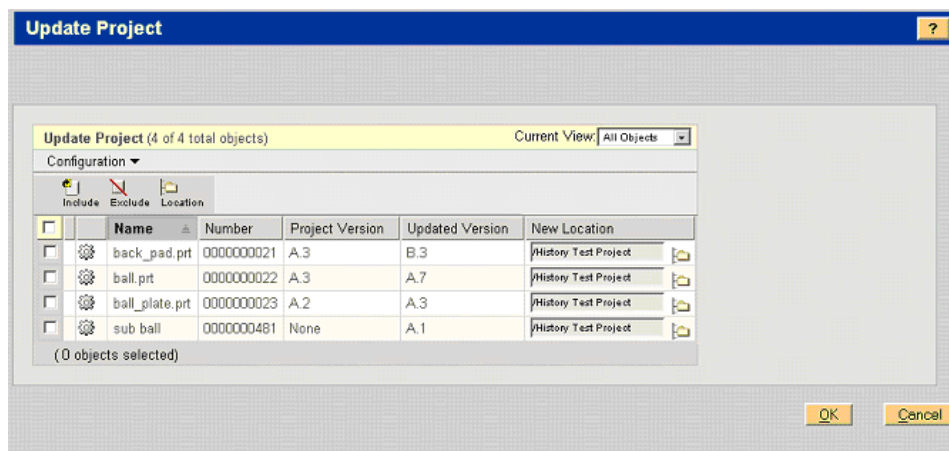 Update Project
?
Update Project (4 of 4 total objects) Current View: All Objects
Configuration
Include Exclude Location
Name Number Project Version Updated Version New Location
back_pad.prt 0000000021 A.3 B.3 /History Test Project
ball.prt 0000000022 A.3 A.7 /History Test Project
ball_plate.prt 0000000023 A.2 A.3 /History Test Project
sub ball 0000000481 None A.1 /History Test Project
(0 objects selected)
OK Cancel